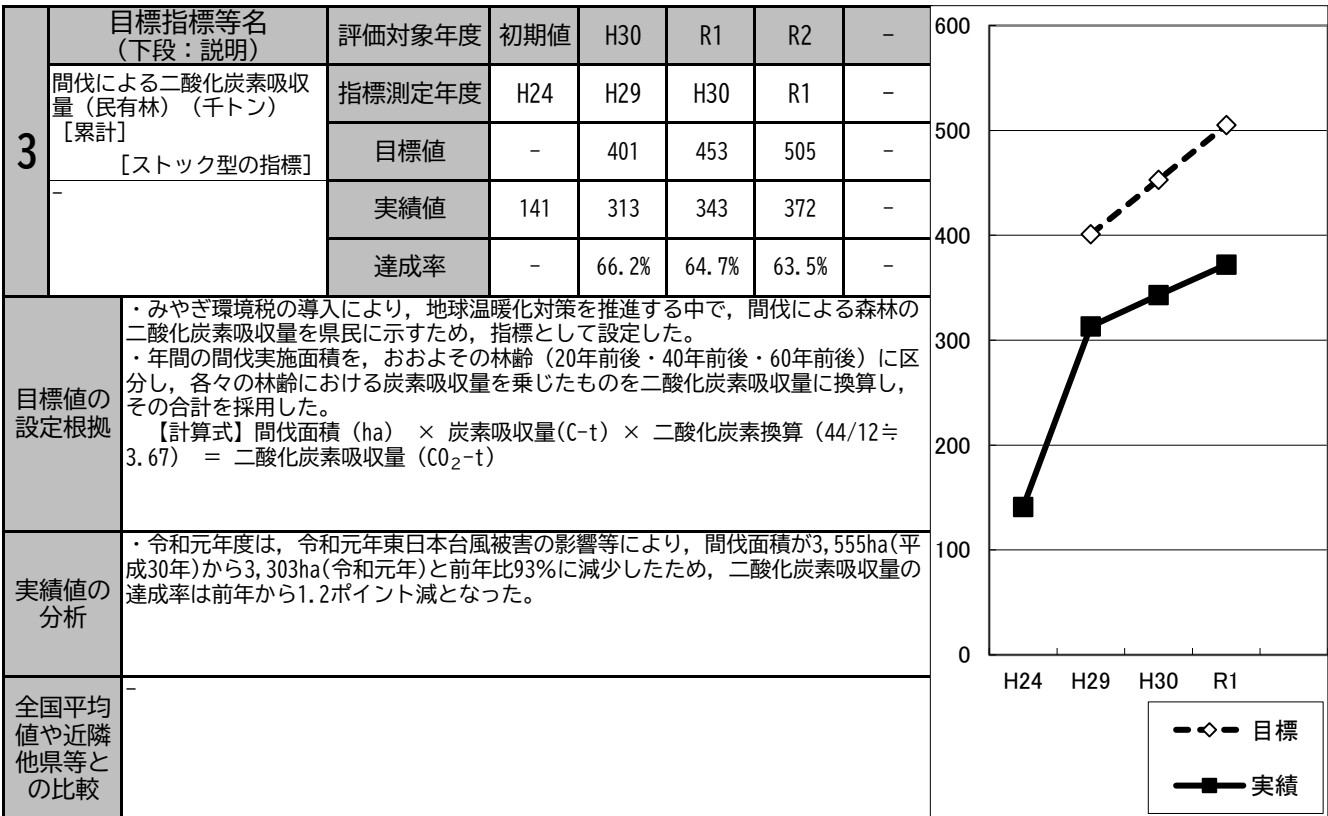 3
目標指標等名
（下段：説明）
評価対象年度 初期値 H30 R1 R2 －
間伐による二酸化炭素吸収
量（民有林）（千トン）
［累計］
［ストック型の指標］
－
指標測定年度 H24 H29 H30 R1 －
目標値 － 401 453 505 －
実績値 141 313 343 372 －
達成率 － 66.2% 64.7% 63.5% －
目標値の
設定根拠
・みやぎ環境税の導入により，地球温暖化対策を推進する中で，間伐による森林の
二酸化炭素吸収量を県民に示すため，指標として設定した。
・年間の間伐実施面積を，おおよその林齢（20年前後・40年前後・60年前後）に区
分し，各々の林齢における炭素吸収量を乗じたものを二酸化炭素吸収量に換算し，
その合計を採用した。
【計算式】間伐面積（ha） × 炭素吸収量(C-t) × 二酸化炭素換算（44/12≒
3.67） ＝ 二酸化炭素吸収量（CO₂-t）
実績値の
分析
・令和元年度は，令和元年東日本台風被害の影響等により，間伐面積が3,555ha(平
成30年)から3,303ha(令和元年)と前年比93%に減少したため，二酸化炭素吸収量の
達成率は前年から1.2ポイント減となった。
全国平均
値や近隣
他県等と
の比較
－
600
500
400
300
200
100
0
H24 H29 H30 R1
目標
実績